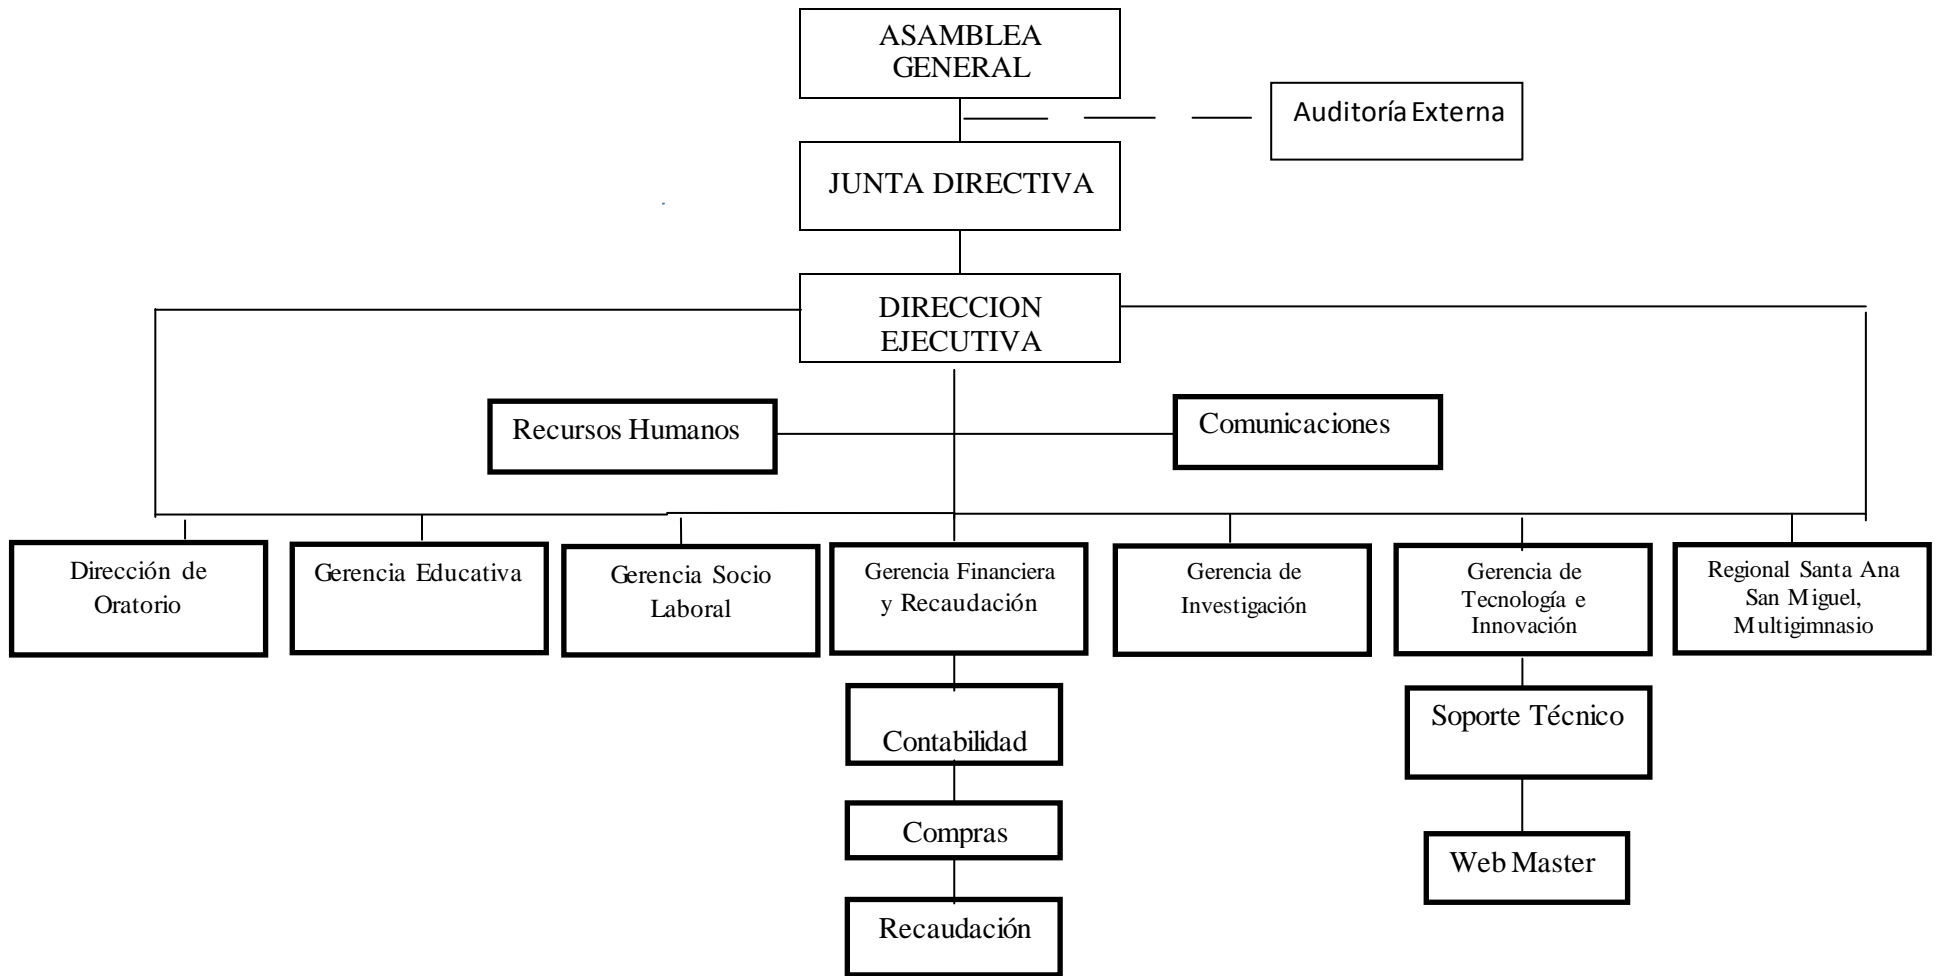 ASAMBLEA
GENERAL
Auditoría Externa
JUNTA DIRECTIVA
DIRECCION
EJECUTIVA
Recursos Humanos
Comunicaciones
Dirección de
Oratorio
Gerencia Educativa
Gerencia Socio
Laboral
Gerencia Financiera
y Recaudación
Gerencia de
Investigación
Gerencia de
Tecnología e
Innovación
Regional Santa Ana
San Miguel,
Multigimnasio
Contabilidad
Soporte Técnico
Compras
Web Master
Recaudación